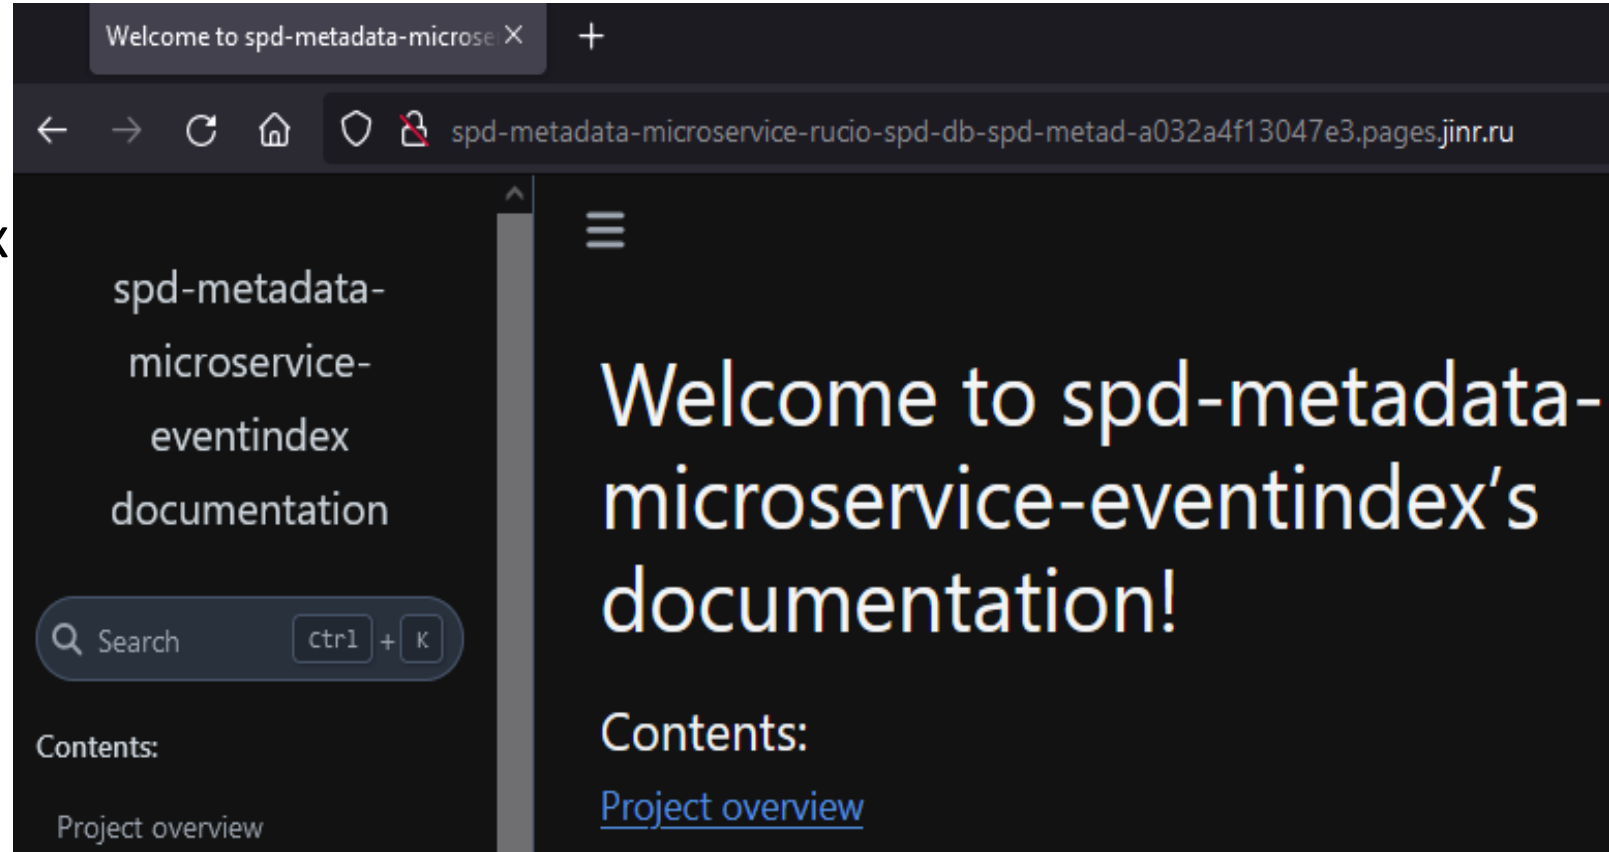 Welcome to spd-metadata-microse
spd-metadata-microservice-rucio-spd-db-spd-metad-a032a4f13047e3.pages.jinr.ru
spd-metadata-
microservice-
eventindex
documentation
Search Ctrl + K
Contents:
Project overview
Welcome to spd-metadata-
microservice-eventindex’s
documentation!
Contents:
Project overview